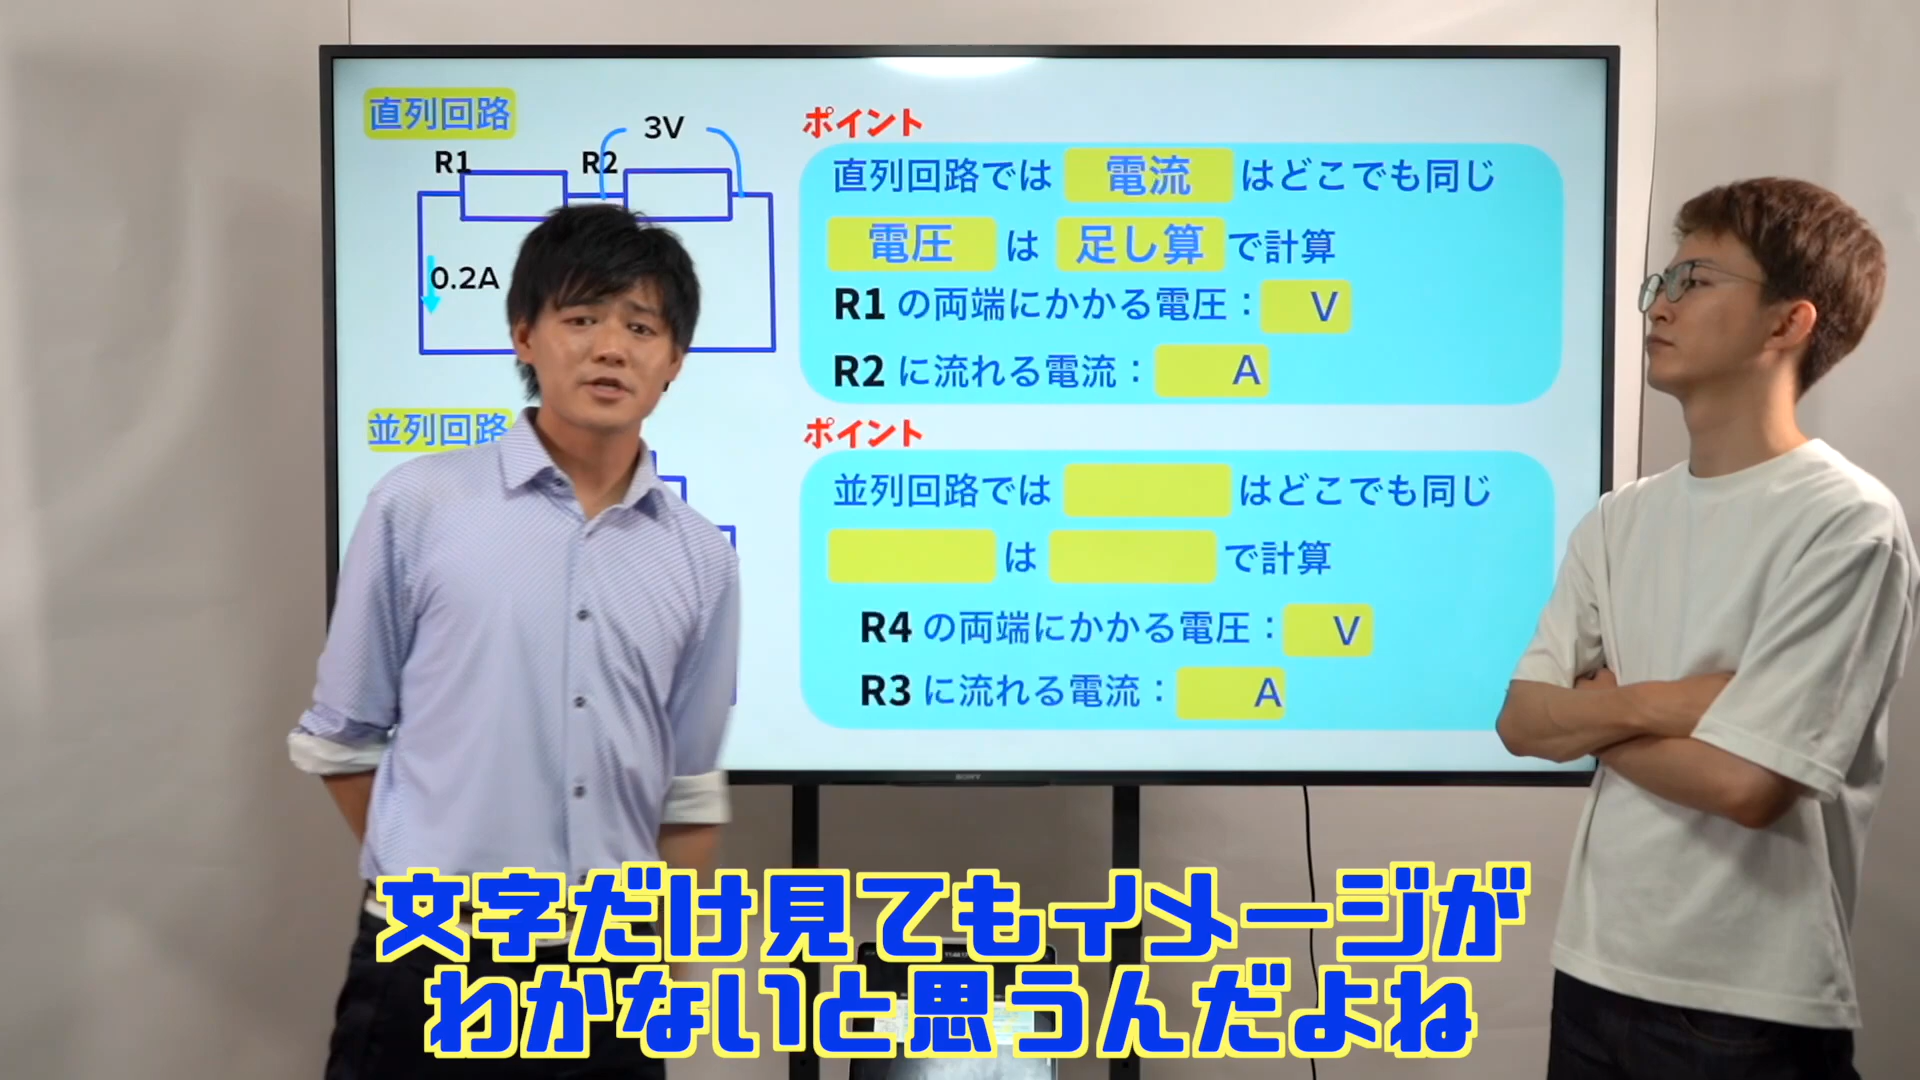 直列回路
R1
R2
3V
0.2A
並列回路
ポイント
直列回路では 電流 はどこでも同じ
電圧 は 足し算 で計算
R1 の両端にかかる電圧： V
R2 に流れる電流： A
ポイント
並列回路では はどこでも同じ
は で計算
R4 の両端にかかる電圧： V
R3 に流れる電流： A
SONY
文字だけ見てもイメージが
わかないと思うんだよね